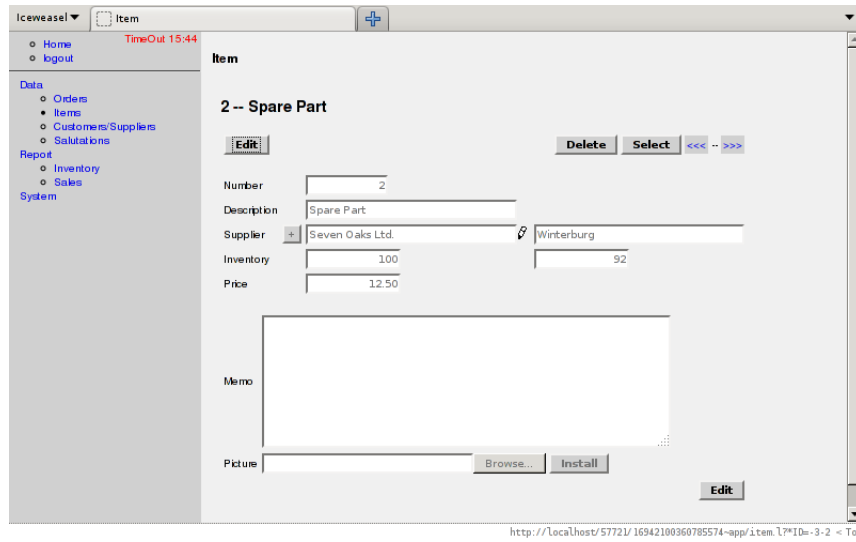 Iceweasel▼ Item
TimeOut 15:44
Home
logout
Data
Orders
Items
Customers/Suppliers
Salutations
Report
Inventory
Sales
System
Item
2 -- Spare Part
Edit Delete Select <<< -- >>>
Number 2
Description Spare Part
Supplier + Seven Oaks Ltd. Winterburg
Inventory 100 92
Price 12.50
Memo
Picture Browse... Install
Edit
http://localhost/57721/16942100360785574~app/item.l?*ID=-3-2 < To